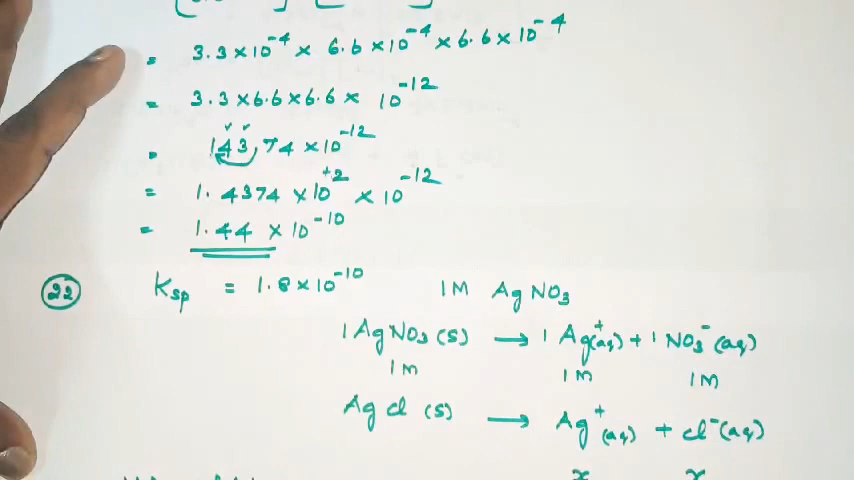 = 3.3 × 10⁻⁴ × 6.6 × 10⁻⁴ × 6.6 × 10⁻⁴
= 3.3 × 6.6 × 6.6 × 10⁻¹²
= 143.74 × 10⁻¹²
= 1.4374 × 10⁺² × 10⁻¹²
= 1.44 × 10⁻¹⁰
22 Ksp = 1.8 × 10⁻¹⁰ 1M AgNO₃
1 AgNO₃ (s) → 1 Ag⁺(aq) + 1 NO₃⁻ (aq)
1M 1M 1M
AgCl (s) → Ag⁺(aq) + Cl⁻(aq)
x x